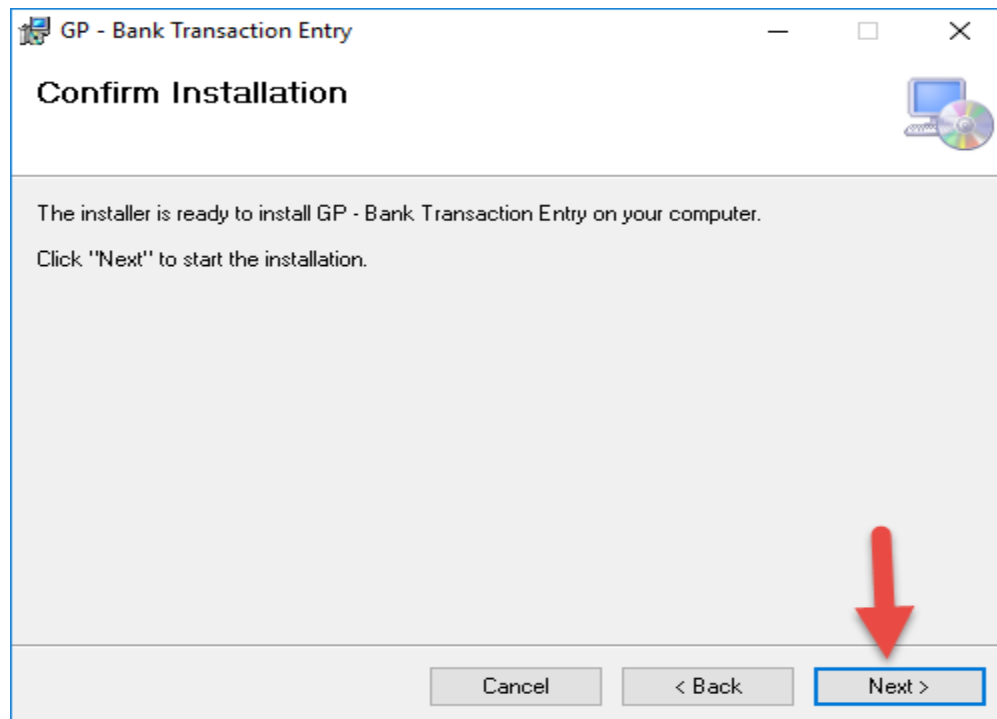 GP - Bank Transaction Entry
Confirm Installation
The installer is ready to install GP - Bank Transaction Entry on your computer.
Click "Next" to start the installation.
Cancel
< Back
Next >